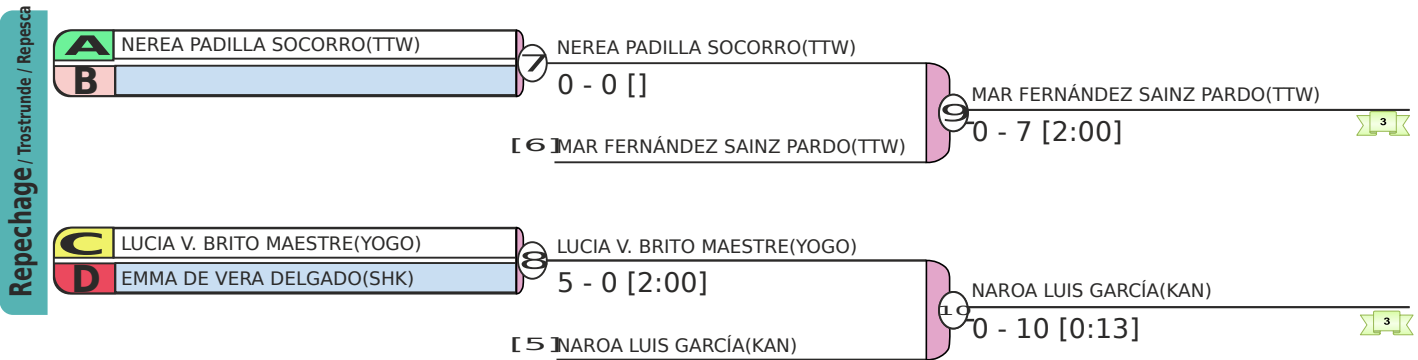 Repechage / Trostrunde / Repesca
A NEREA PADILLA SOCORRO(TTW)
B
7
NEREA PADILLA SOCORRO(TTW)
0 - 0 []
[6] MAR FERNÁNDEZ SAINZ PARDO(TTW)
9
MAR FERNÁNDEZ SAINZ PARDO(TTW)
0 - 7 [2:00]
3
C LUCIA V. BRITO MAESTRE(YOGO)
D EMMA DE VERA DELGADO(SHK)
8
LUCIA V. BRITO MAESTRE(YOGO)
5 - 0 [2:00]
[5] NAROA LUIS GARCÍA(KAN)
10
NAROA LUIS GARCÍA(KAN)
0 - 10 [0:13]
3